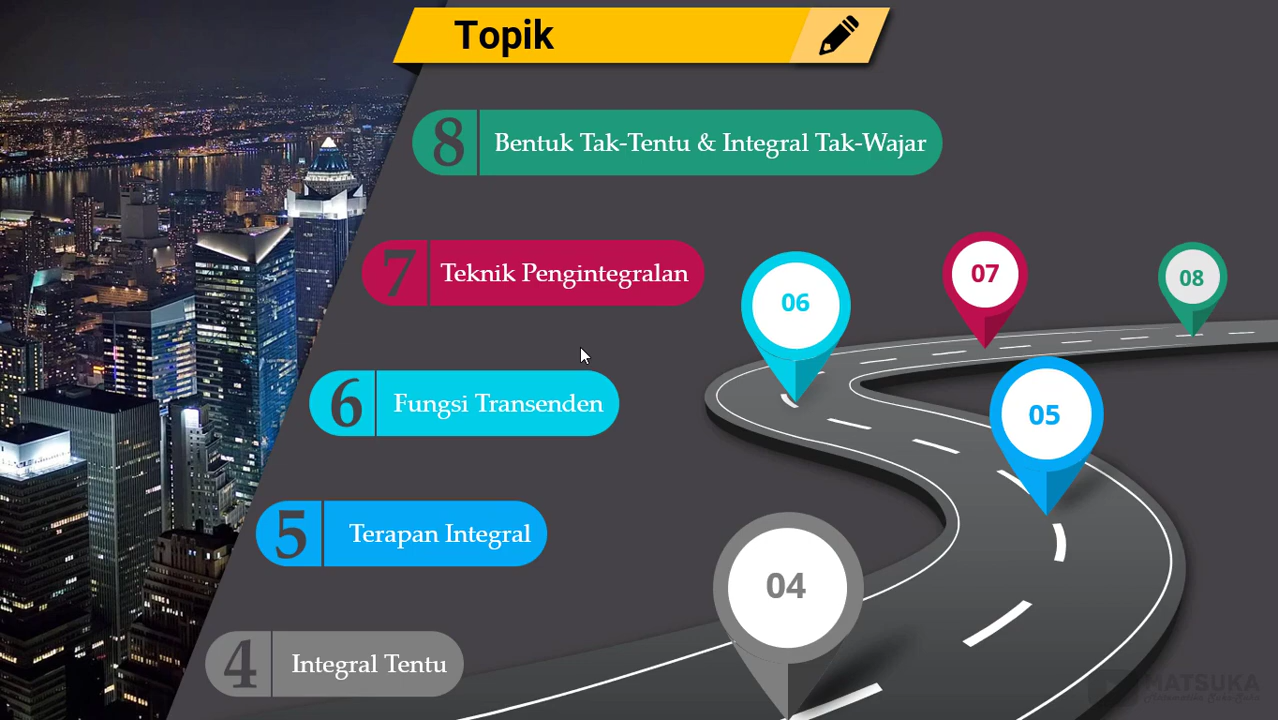 Topik
8 Bentuk Tak-Tentu & Integral Tak-Wajar
7 Teknik Pengintegralan
6 Fungsi Transenden
5 Terapan Integral
4 Integral Tentu
06
07
08
05
04
MATSUKA